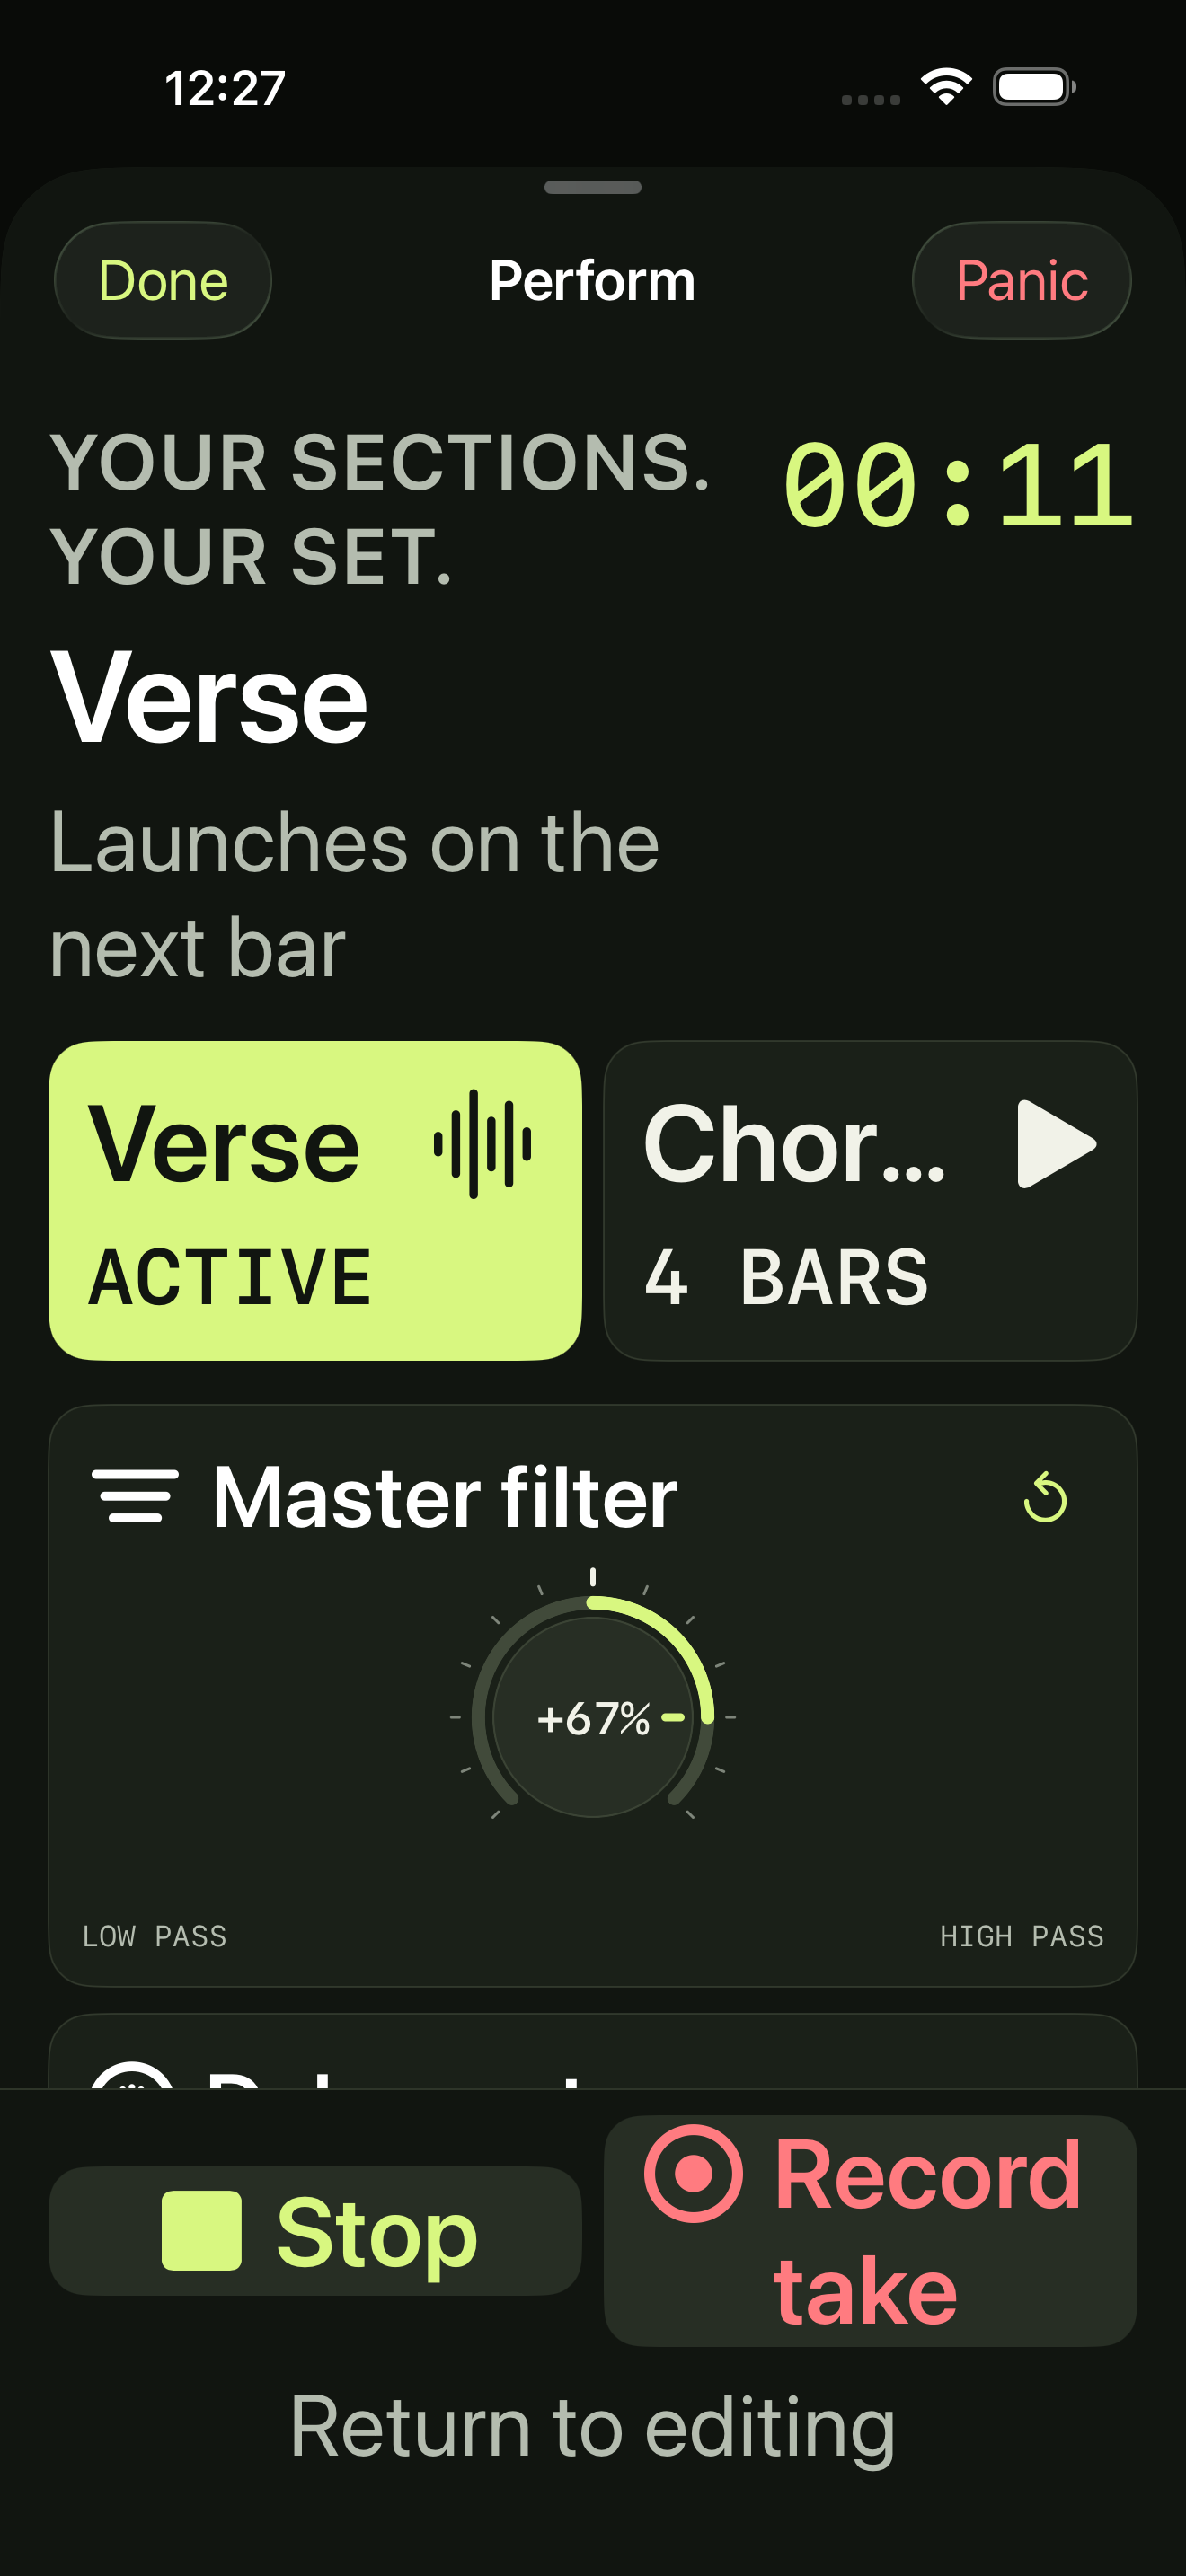 12:27
Done
Perform
Panic
YOUR SECTIONS.
YOUR SET.
00:11
Verse
Launches on the
next bar
Verse
ACTIVE
Chor...
4 BARS
Master filter
+67%
LOW PASS
HIGH PASS
Stop
Record
take
Return to editing